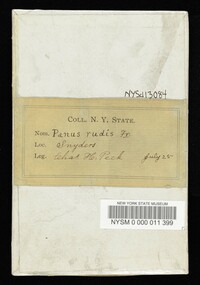 NYSd13084
COLL. N. Y. STATE.
NAME. Panus rudis Fr.
LOC. Snyders
LEG. Chas. H. Peck July 25
NEW YORK STATE MUSEUM
NYSM 0 000 011 399